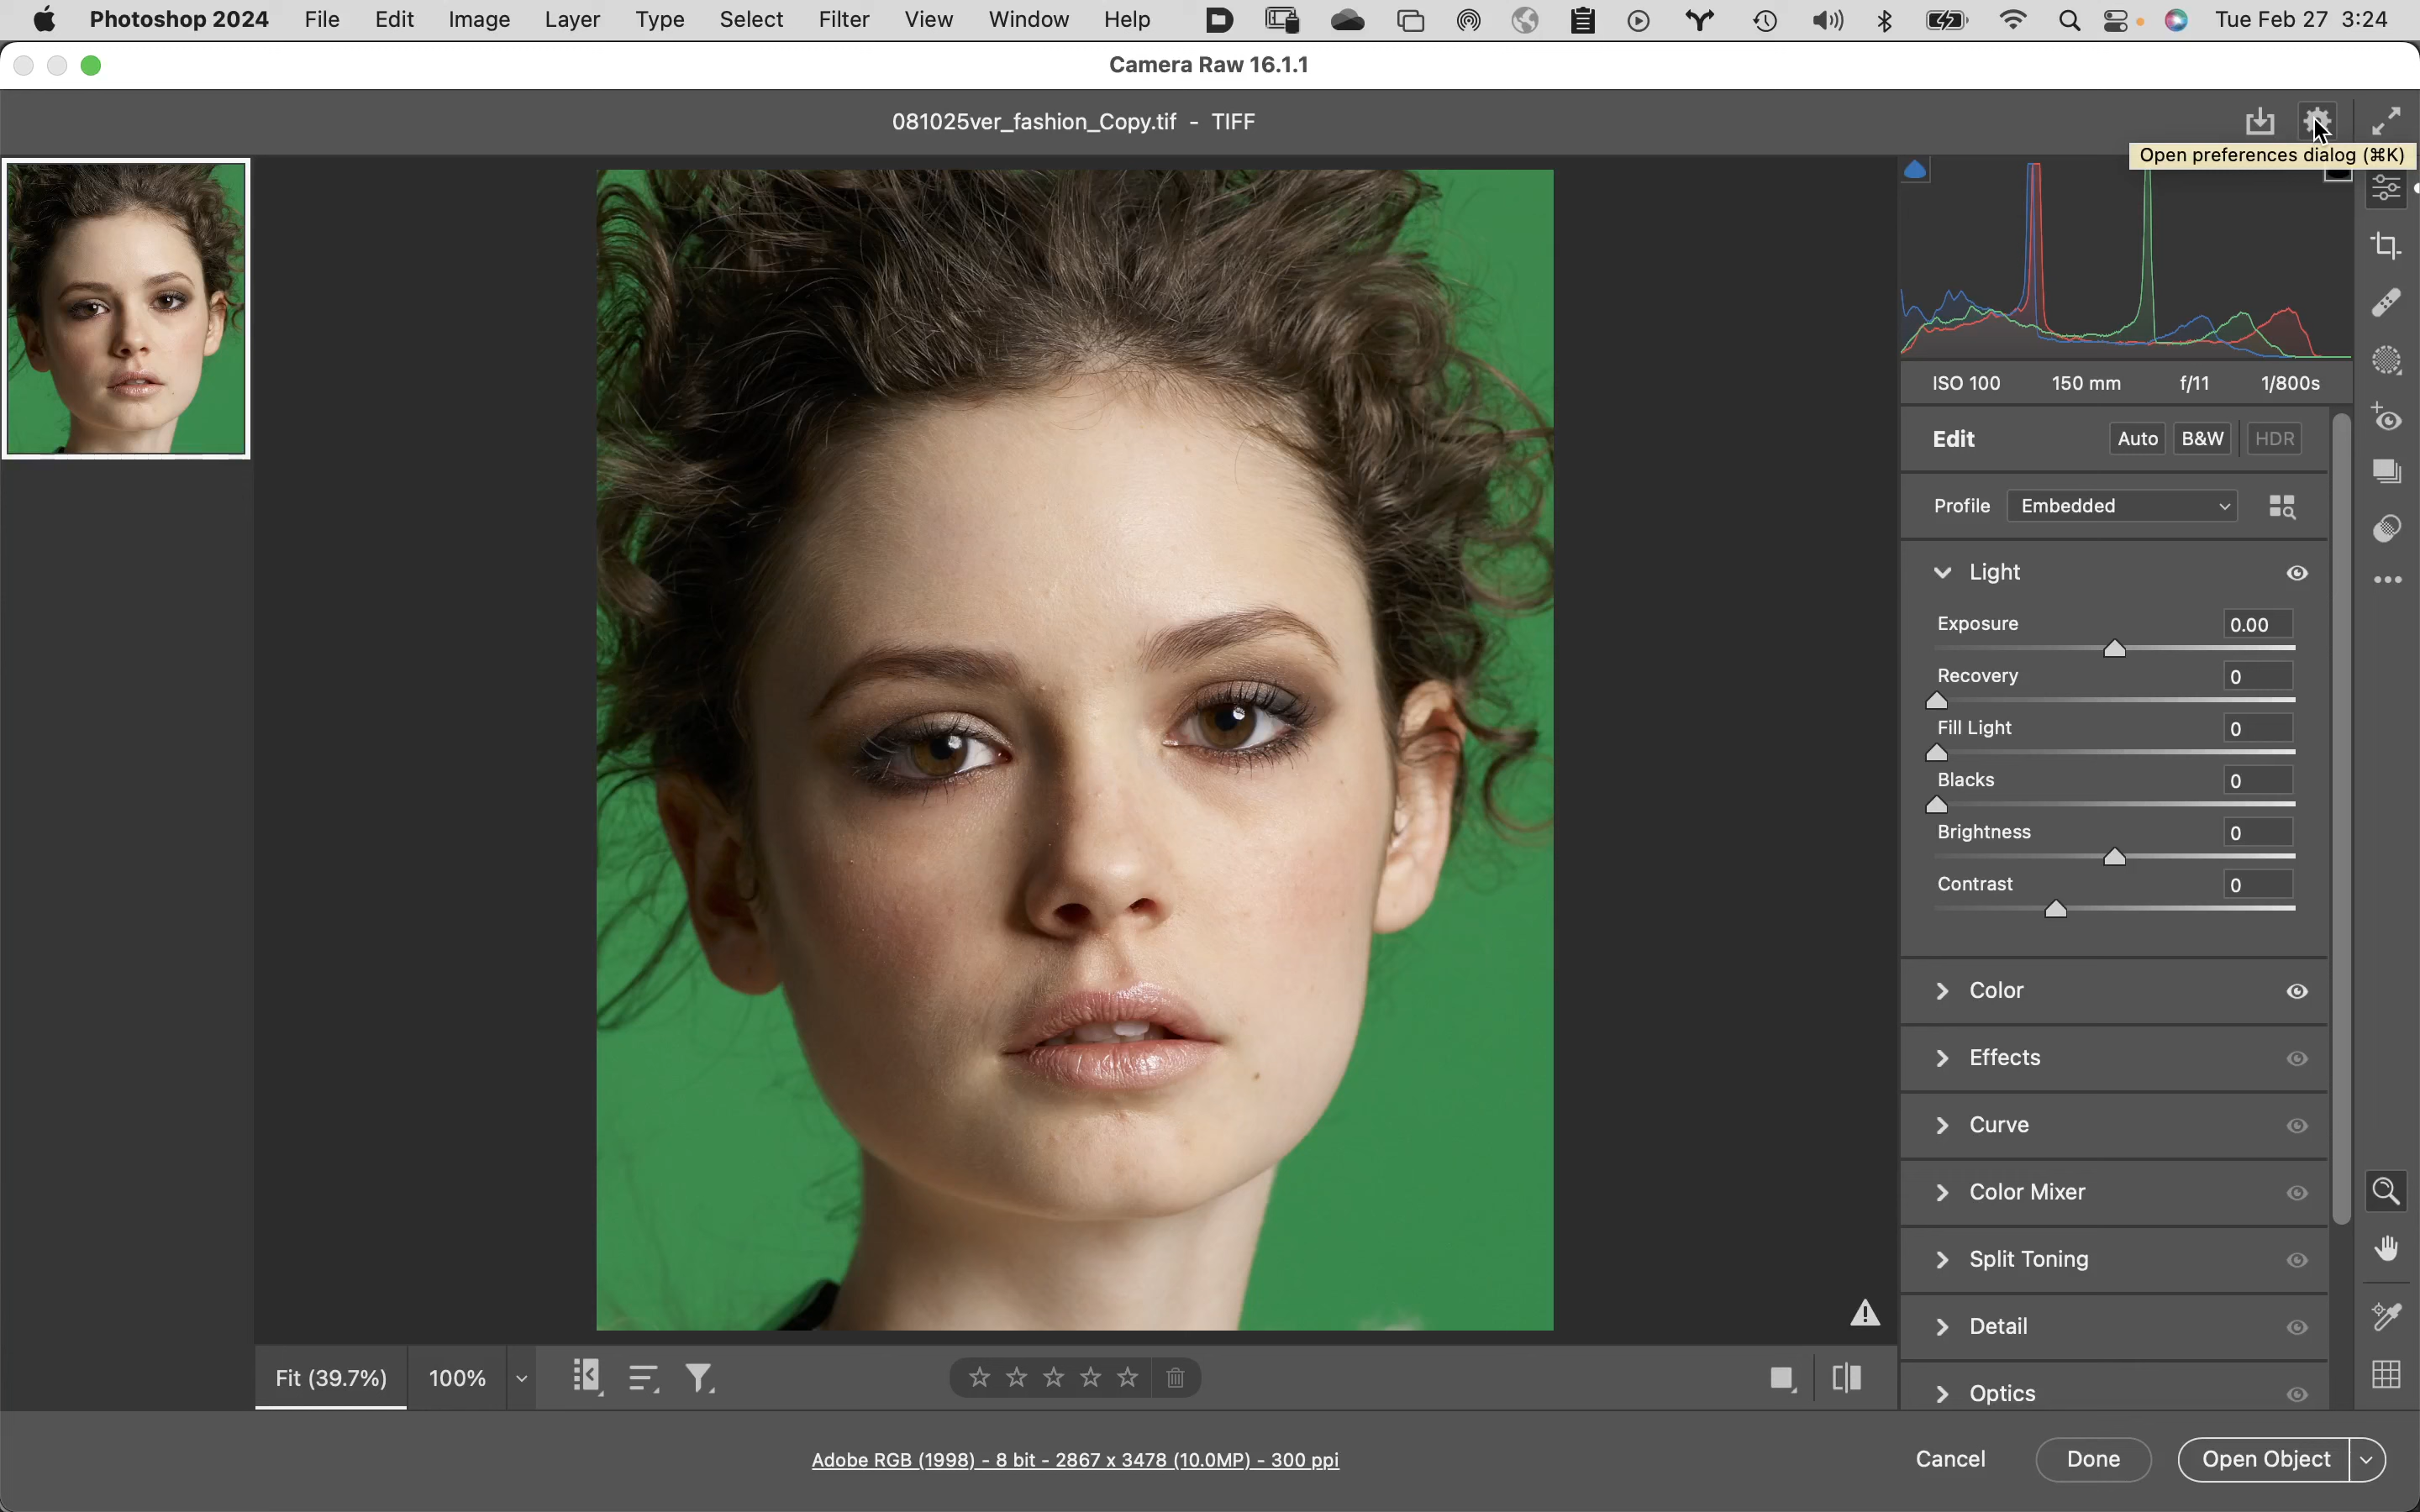 Photoshop 2024 File Edit Image Layer Type Select Filter View Window Help Tue Feb 27 3:24
Camera Raw 16.1.1
081025ver_fashion_Copy.tif - TIFF
Open preferences dialog (⌘K)
ISO 100 150 mm f/11 1/800s
Edit Auto B&W HDR
Profile Embedded
Light
Exposure 0.00
Recovery 0
Fill Light 0
Blacks 0
Brightness 0
Contrast 0
Color
Effects
Curve
Color Mixer
Split Toning
Detail
Optics
Fit (39.7%) 100%
Adobe RGB (1998) - 8 bit - 2867 x 3478 (10.0MP) - 300 ppi
Cancel Done Open Object